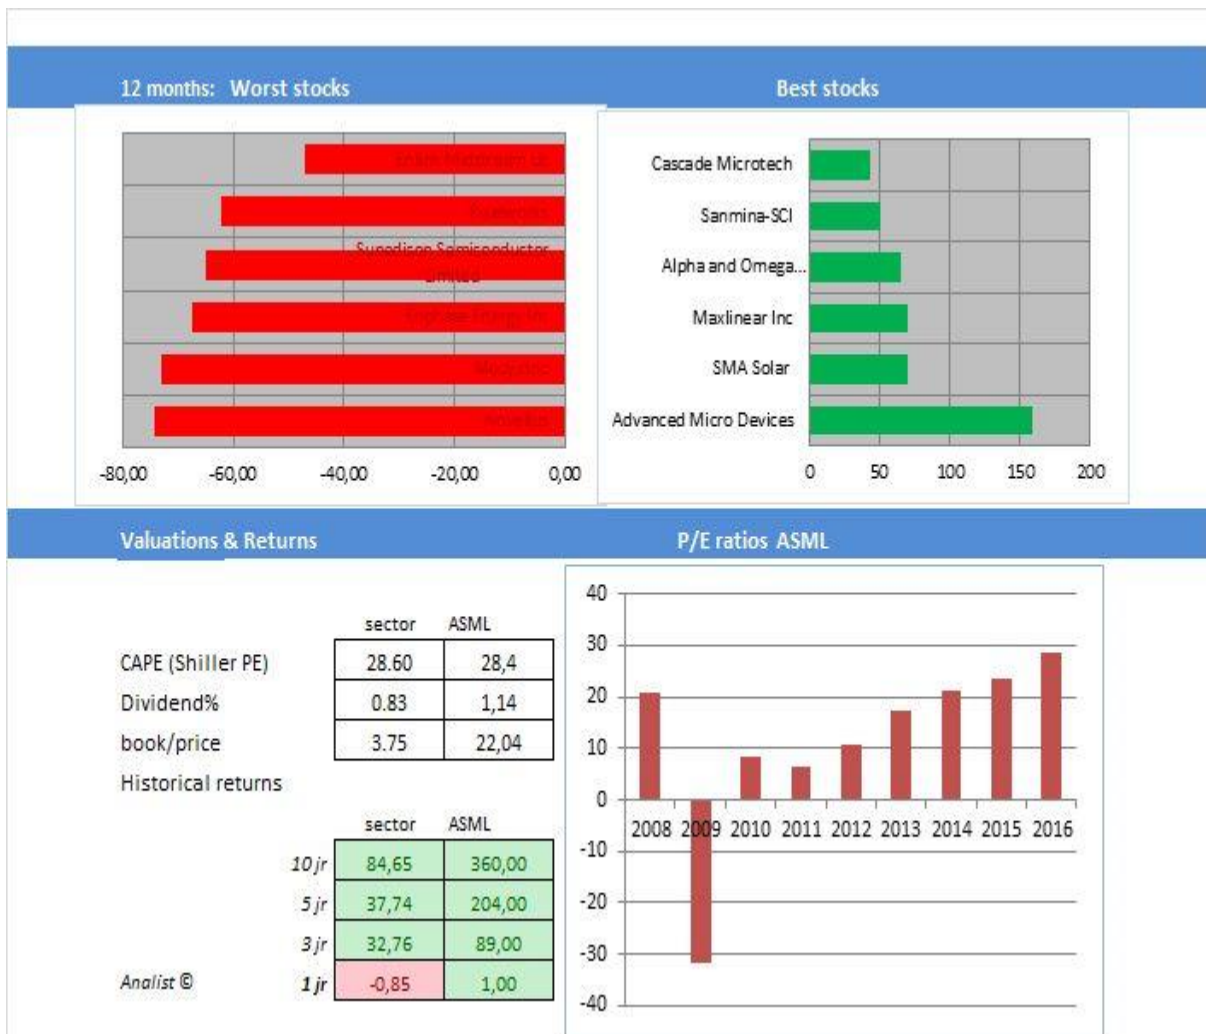 12 months: Worst stocks
Best stocks
Sunedison Semiconductor
Limited
Enphase Energy Inc
-80,00 -60,00 -40,00 -20,00 0,00
Cascade Microtech
Sanmina-SCI
Alpha and Omega...
Maxlinear Inc
SMA Solar
Advanced Micro Devices
0 50 100 150 200
Valuations & Returns
P/E ratios ASML
sector ASML
CAPE (Shiller PE) 28.60 28,4
Dividend% 0.83 1,14
book/price 3.75 22,04
Historical returns
sector ASML
10 jr 84,65 360,00
5 jr 37,74 204,00
3 jr 32,76 89,00
Analist © 1 jr -0,85 1,00
40
30
20
10
0
2008 2009 2010 2011 2012 2013 2014 2015 2016
-10
-20
-30
-40